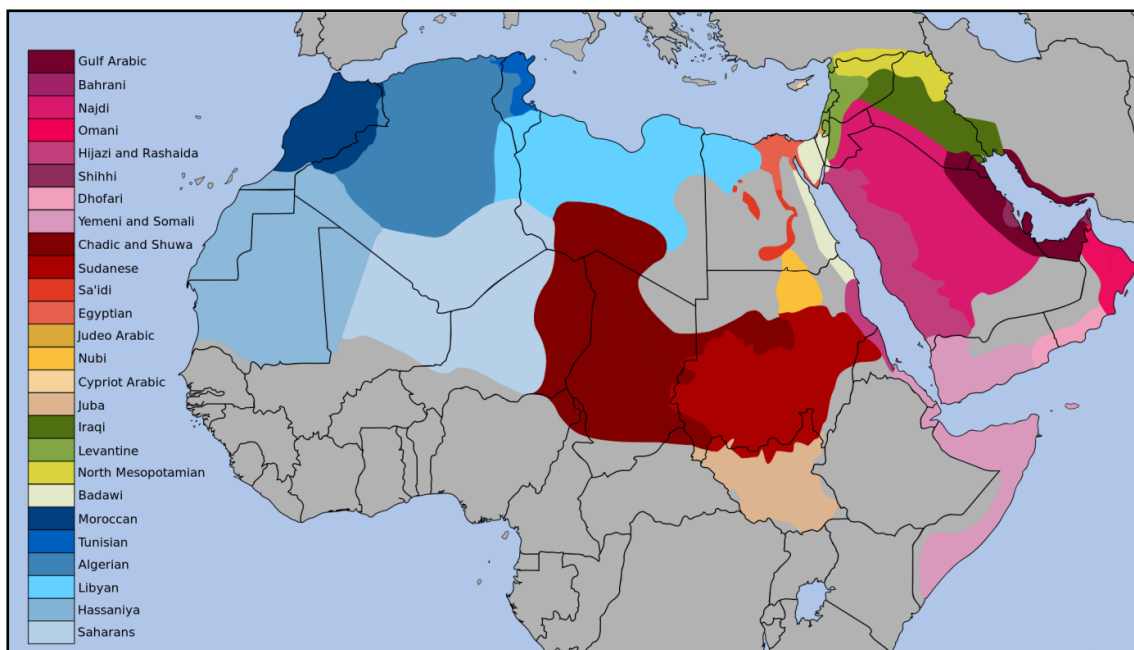 Gulf Arabic
Bahrani
Najdi
Omani
Hijazi and Rashaida
Shihhi
Dhofari
Yemeni and Somali
Chadic and Shuwa
Sudanese
Sa'idi
Egyptian
Judeo Arabic
Nubi
Cypriot Arabic
Juba
Iraqi
Levantine
North Mesopotamian
Badawi
Moroccan
Tunisian
Algerian
Libyan
Hassaniya
Saharans